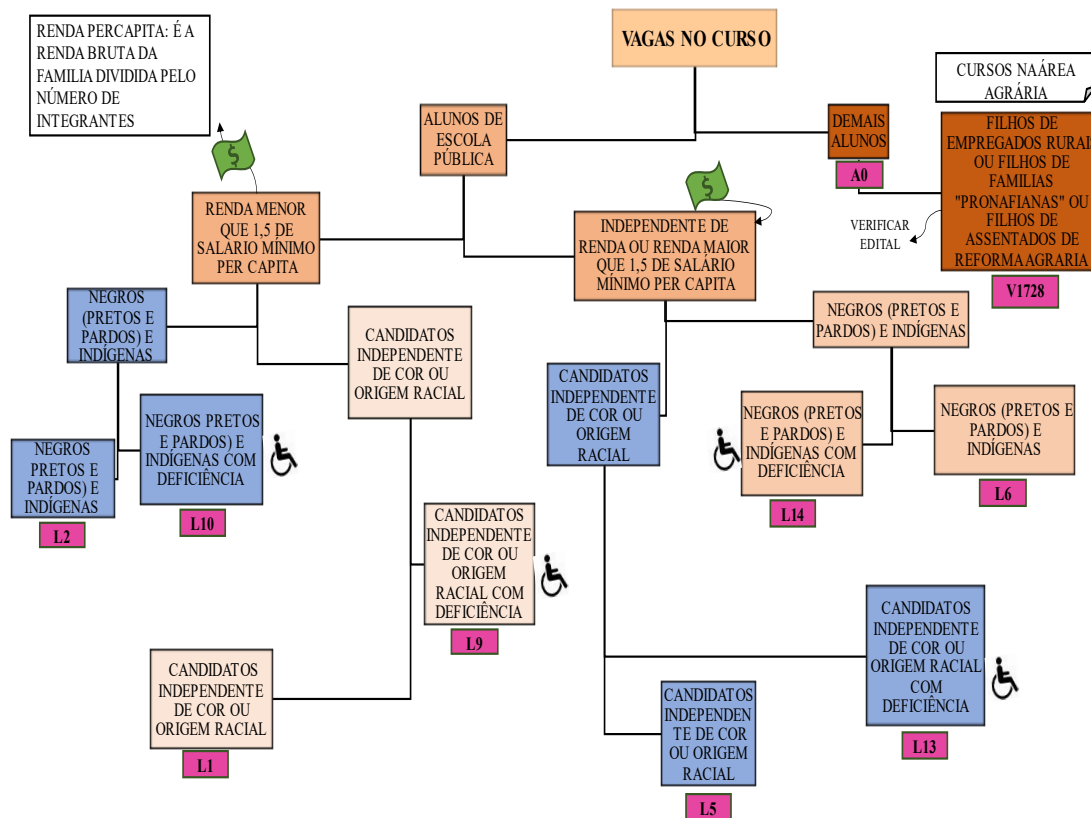 RENDA PERCAPITA: É A
RENDA BRUTA DA
FAMILIA DIVIDIDA PELO
NÚMERO DE
INTEGRANTES
VAGAS NO CURSO
CURSOS NAÁREA
AGRÁRIA
ALUNOS DE
ESCOLA
PÚBLICA
DEMAIS
ALUNOS
A0
FILHOS DE
EMPREGADOS RURAIS
OU FILHOS DE
FAMILIAS
"PRONAFIANAS" OU
FILHOS DE
ASSENTADOS DE
REFORMA AGRARIA
VERIFICAR
EDITAL
V1728
$
RENDA MENOR
QUE 1,5 DE
SALARIO MÍNIMO
PER CAPITA
$
INDEPENDENTE DE
RENDA OU RENDA MAIOR
QUE 1,5 DE SALÁRIO
MÍNIMO PER CAPITA
NEGROS
(PRETOS E
PARDOS) E
INDÍGENAS
CANDIDATOS
INDEPENDENTE
DE COR OU
ORIGEM RACIAL
CANDIDATOS
INDEPENDENTE
DE COR OU
ORIGEM
RACIAL
NEGROS (PRETOS E
PARDOS) E INDÍGENAS
NEGROS
PRETOS E
PARDOS) E
INDÍGENAS
L2
NEGROS PRETOS
E PARDOS) E
INDÍGENAS COM
DEFICIÊNCIA
L10
NEGROS (PRETOS
E PARDOS) E
INDÍGENAS COM
DEFICIÊNCIA
L14
NEGROS (PRETOS E
PARDOS) E
INDÍGENAS
L6
CANDIDATOS
INDEPENDENTE
DE COR OU
ORIGEM
RACIAL COM
DEFICIÊNCIA
L9
CANDIDATOS
INDEPENDENTE
DE COR OU
ORIGEM RACIAL
L1
CANDIDATOS
INDEPENDENTE
DE COR OU
ORIGEM RACIAL
COM
DEFICIÊNCIA
L13
CANDIDATOS
INDEPENDEN
TE DE COR
OU ORIGEM
RACIAL
L5